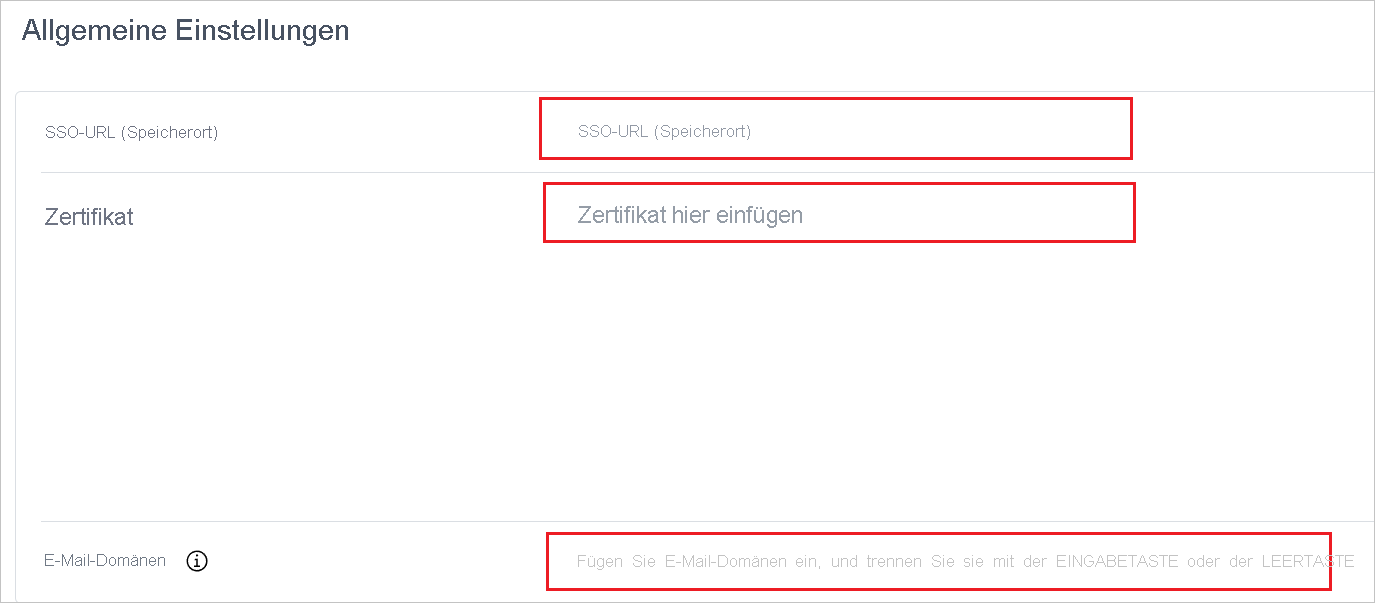 Allgemeine Einstellungen
SSO-URL (Speicherort) SSO-URL (Speicherort)
Zertifikat Zertifikat hier einfügen
E-Mail-Domänen Fügen Sie E-Mail-Domänen ein, und trennen Sie sie mit der EINGABETASTE oder der LEERTASTE